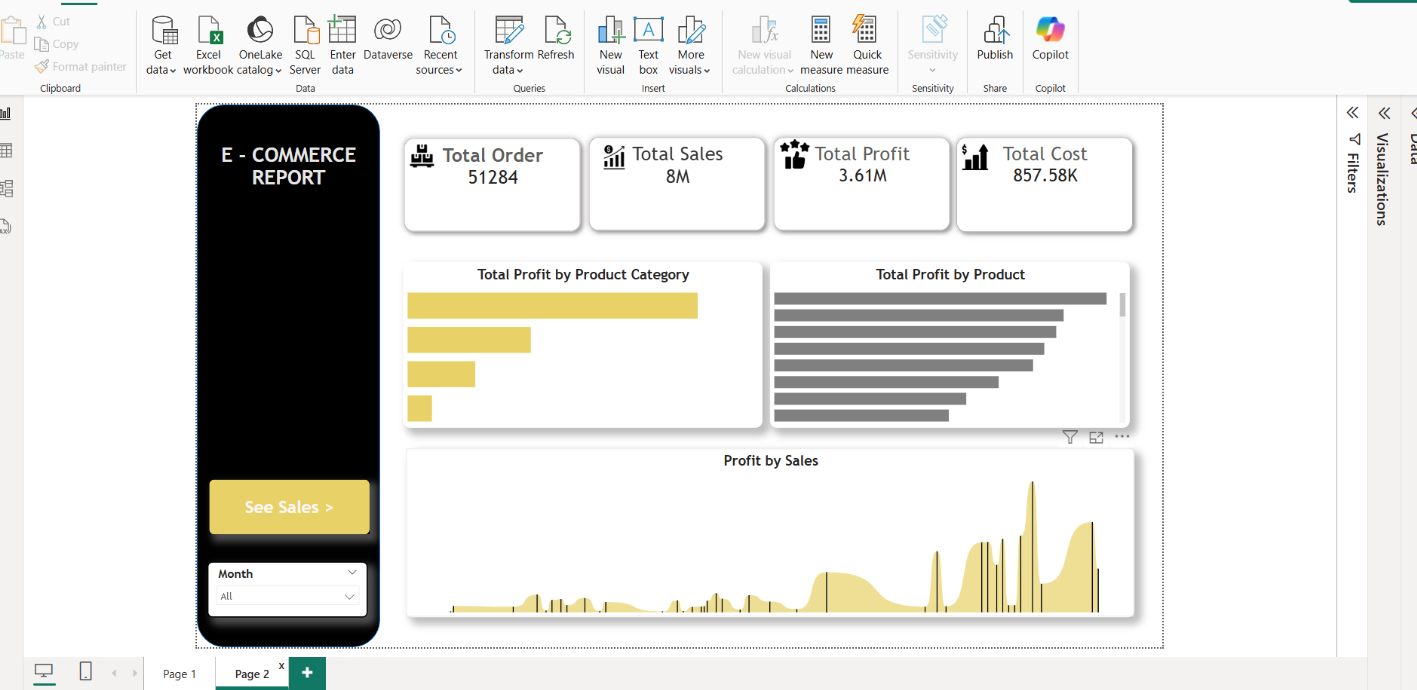 Cut
Copy
Paste
Format painter
Clipboard
Get data
Excel workbook
OneLake catalog
SQL Server
Enter data
Dataverse
Recent sources
Data
Transform data
Refresh
Queries
New visual
Text box
More visuals
Insert
New visual calculation
New measure
Quick measure
Calculations
Sensitivity
Sensitivity
Publish
Share
Copilot
Copilot
E - COMMERCE
REPORT
Total Order
51284
Total Sales
8M
Total Profit
3.61M
Total Cost
857.58K
Total Profit by Product Category
Total Profit by Product
Profit by Sales
See Sales >
Month
All
Filters
Visualizations
Data
Page 1
Page 2
x
+